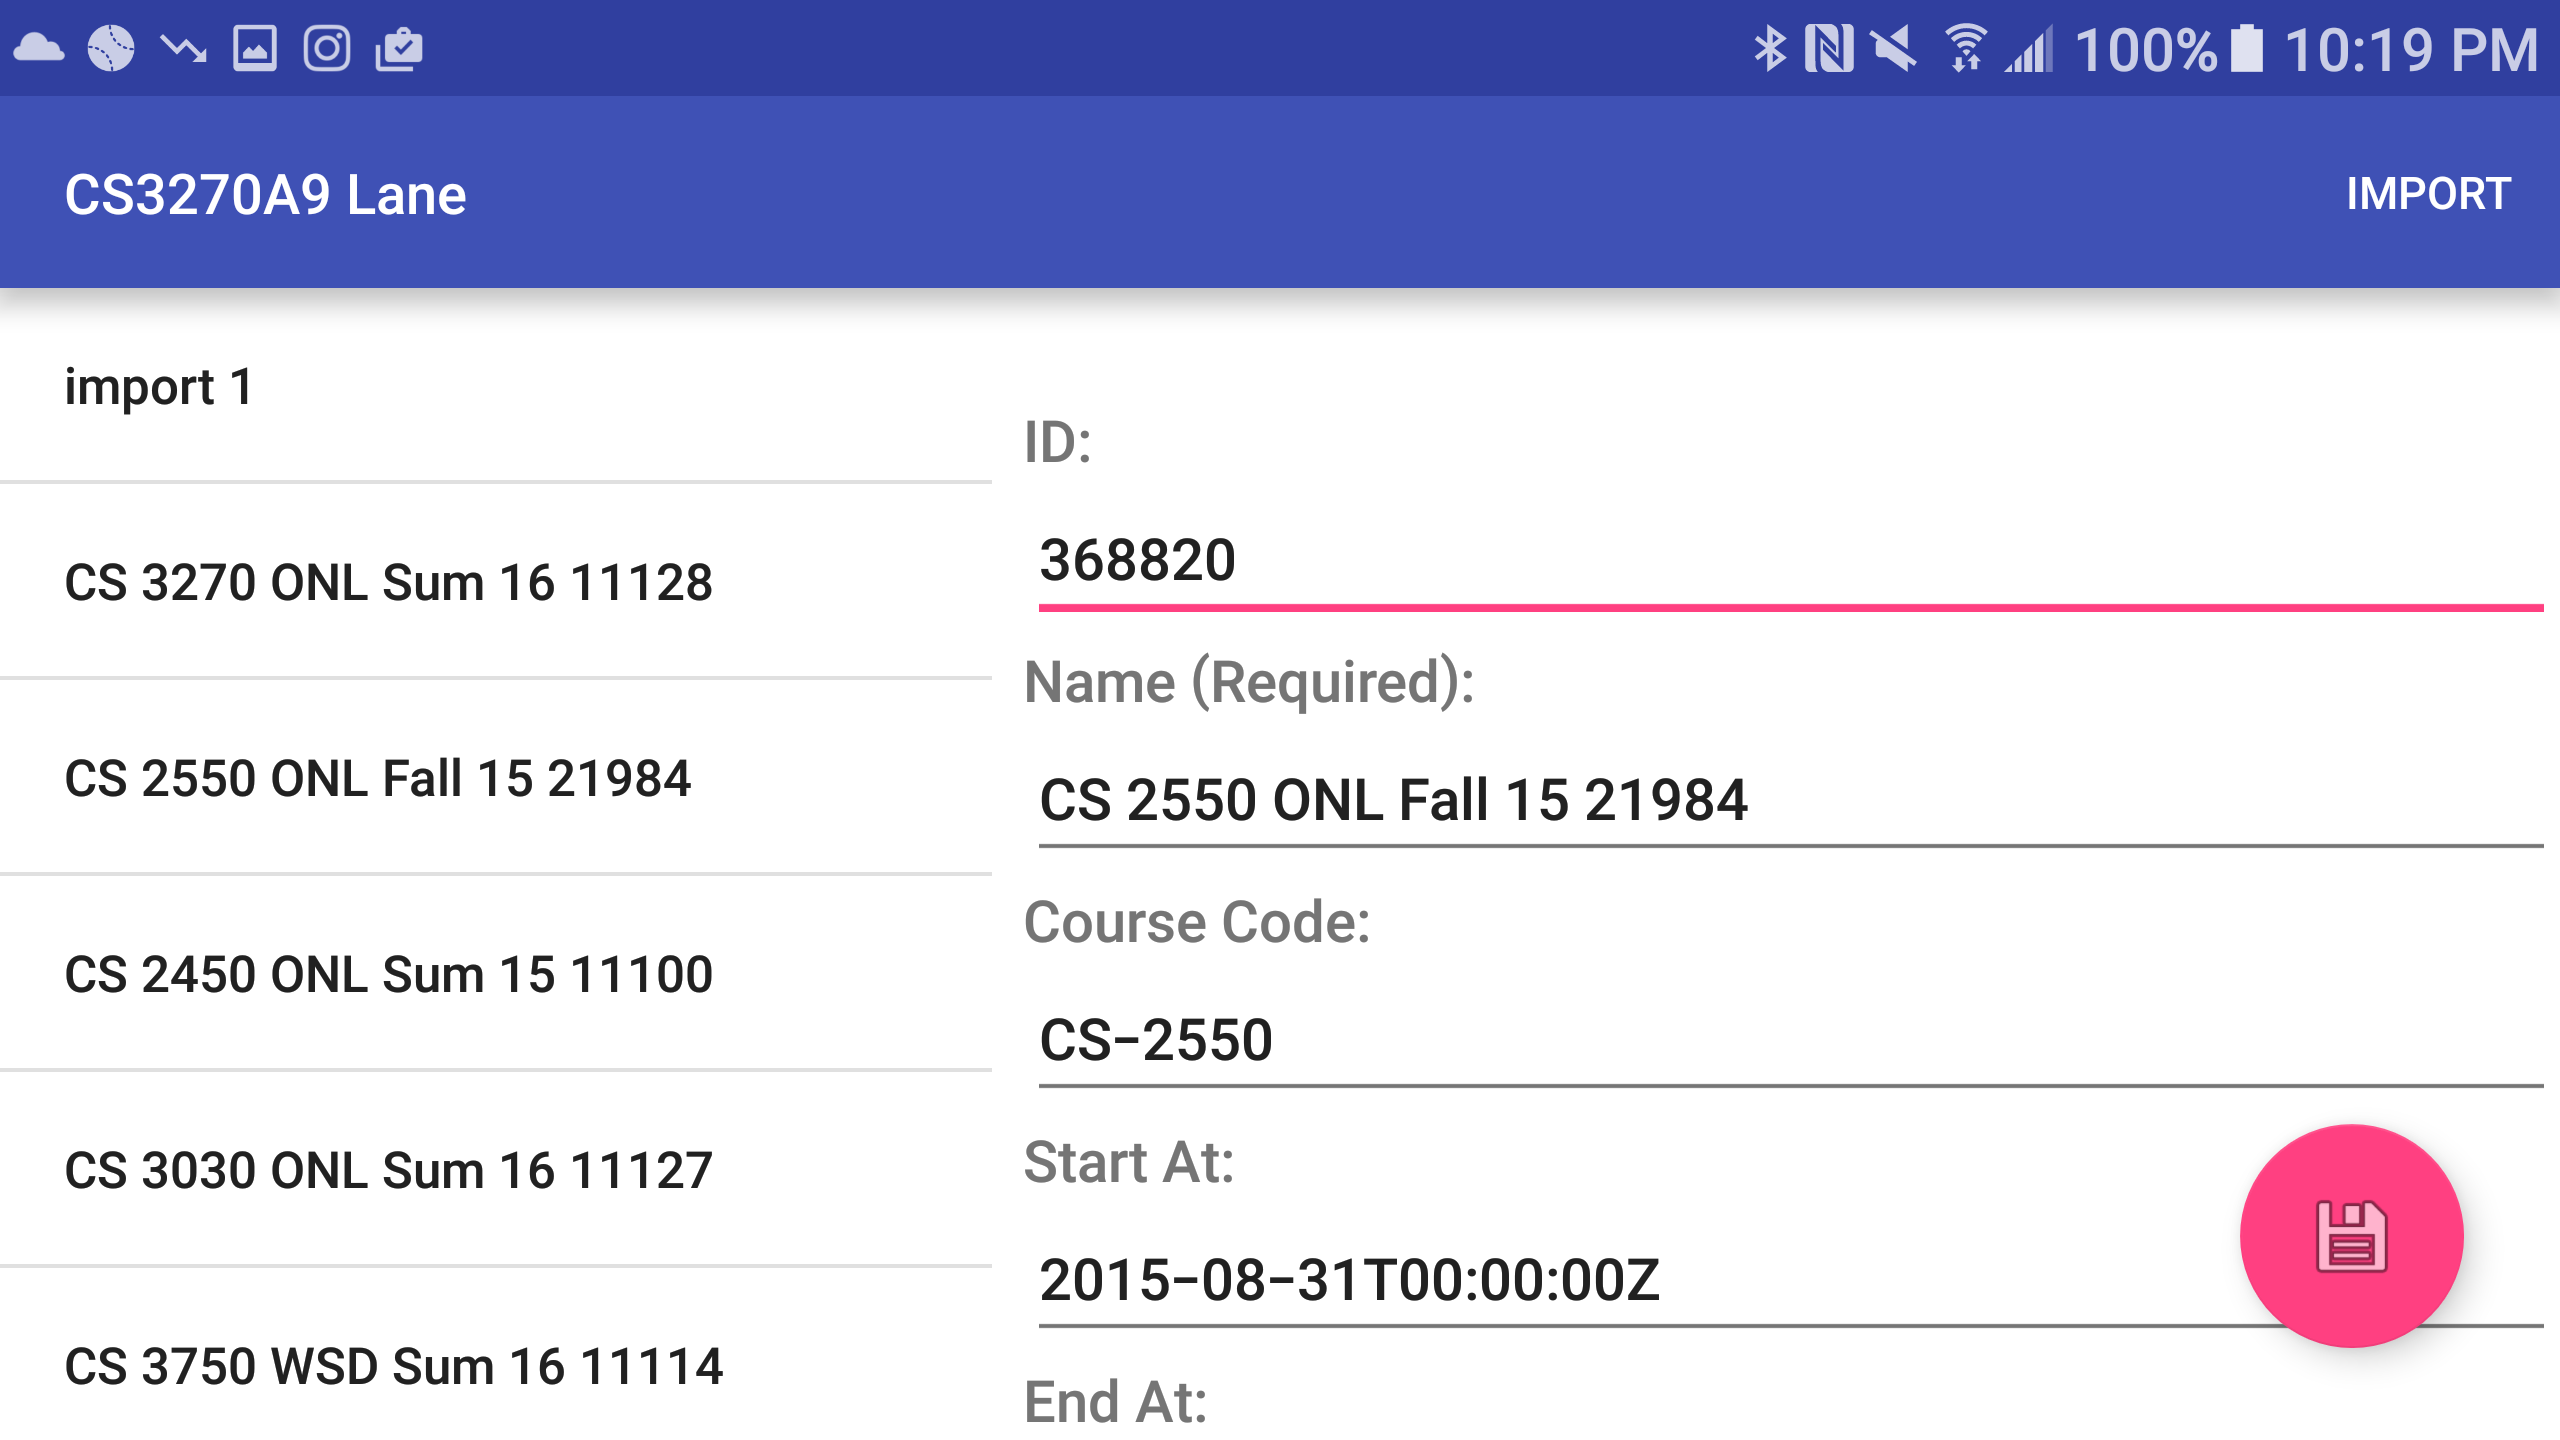 100% 10:19 PM
CS3270A9 Lane
IMPORT
import 1
CS 3270 ONL Sum 16 11128
CS 2550 ONL Fall 15 21984
CS 2450 ONL Sum 15 11100
CS 3030 ONL Sum 16 11127
CS 3750 WSD Sum 16 11114
ID:
368820
Name (Required):
CS 2550 ONL Fall 15 21984
Course Code:
CS-2550
Start At:
2015-08-31T00:00:00Z
End At: